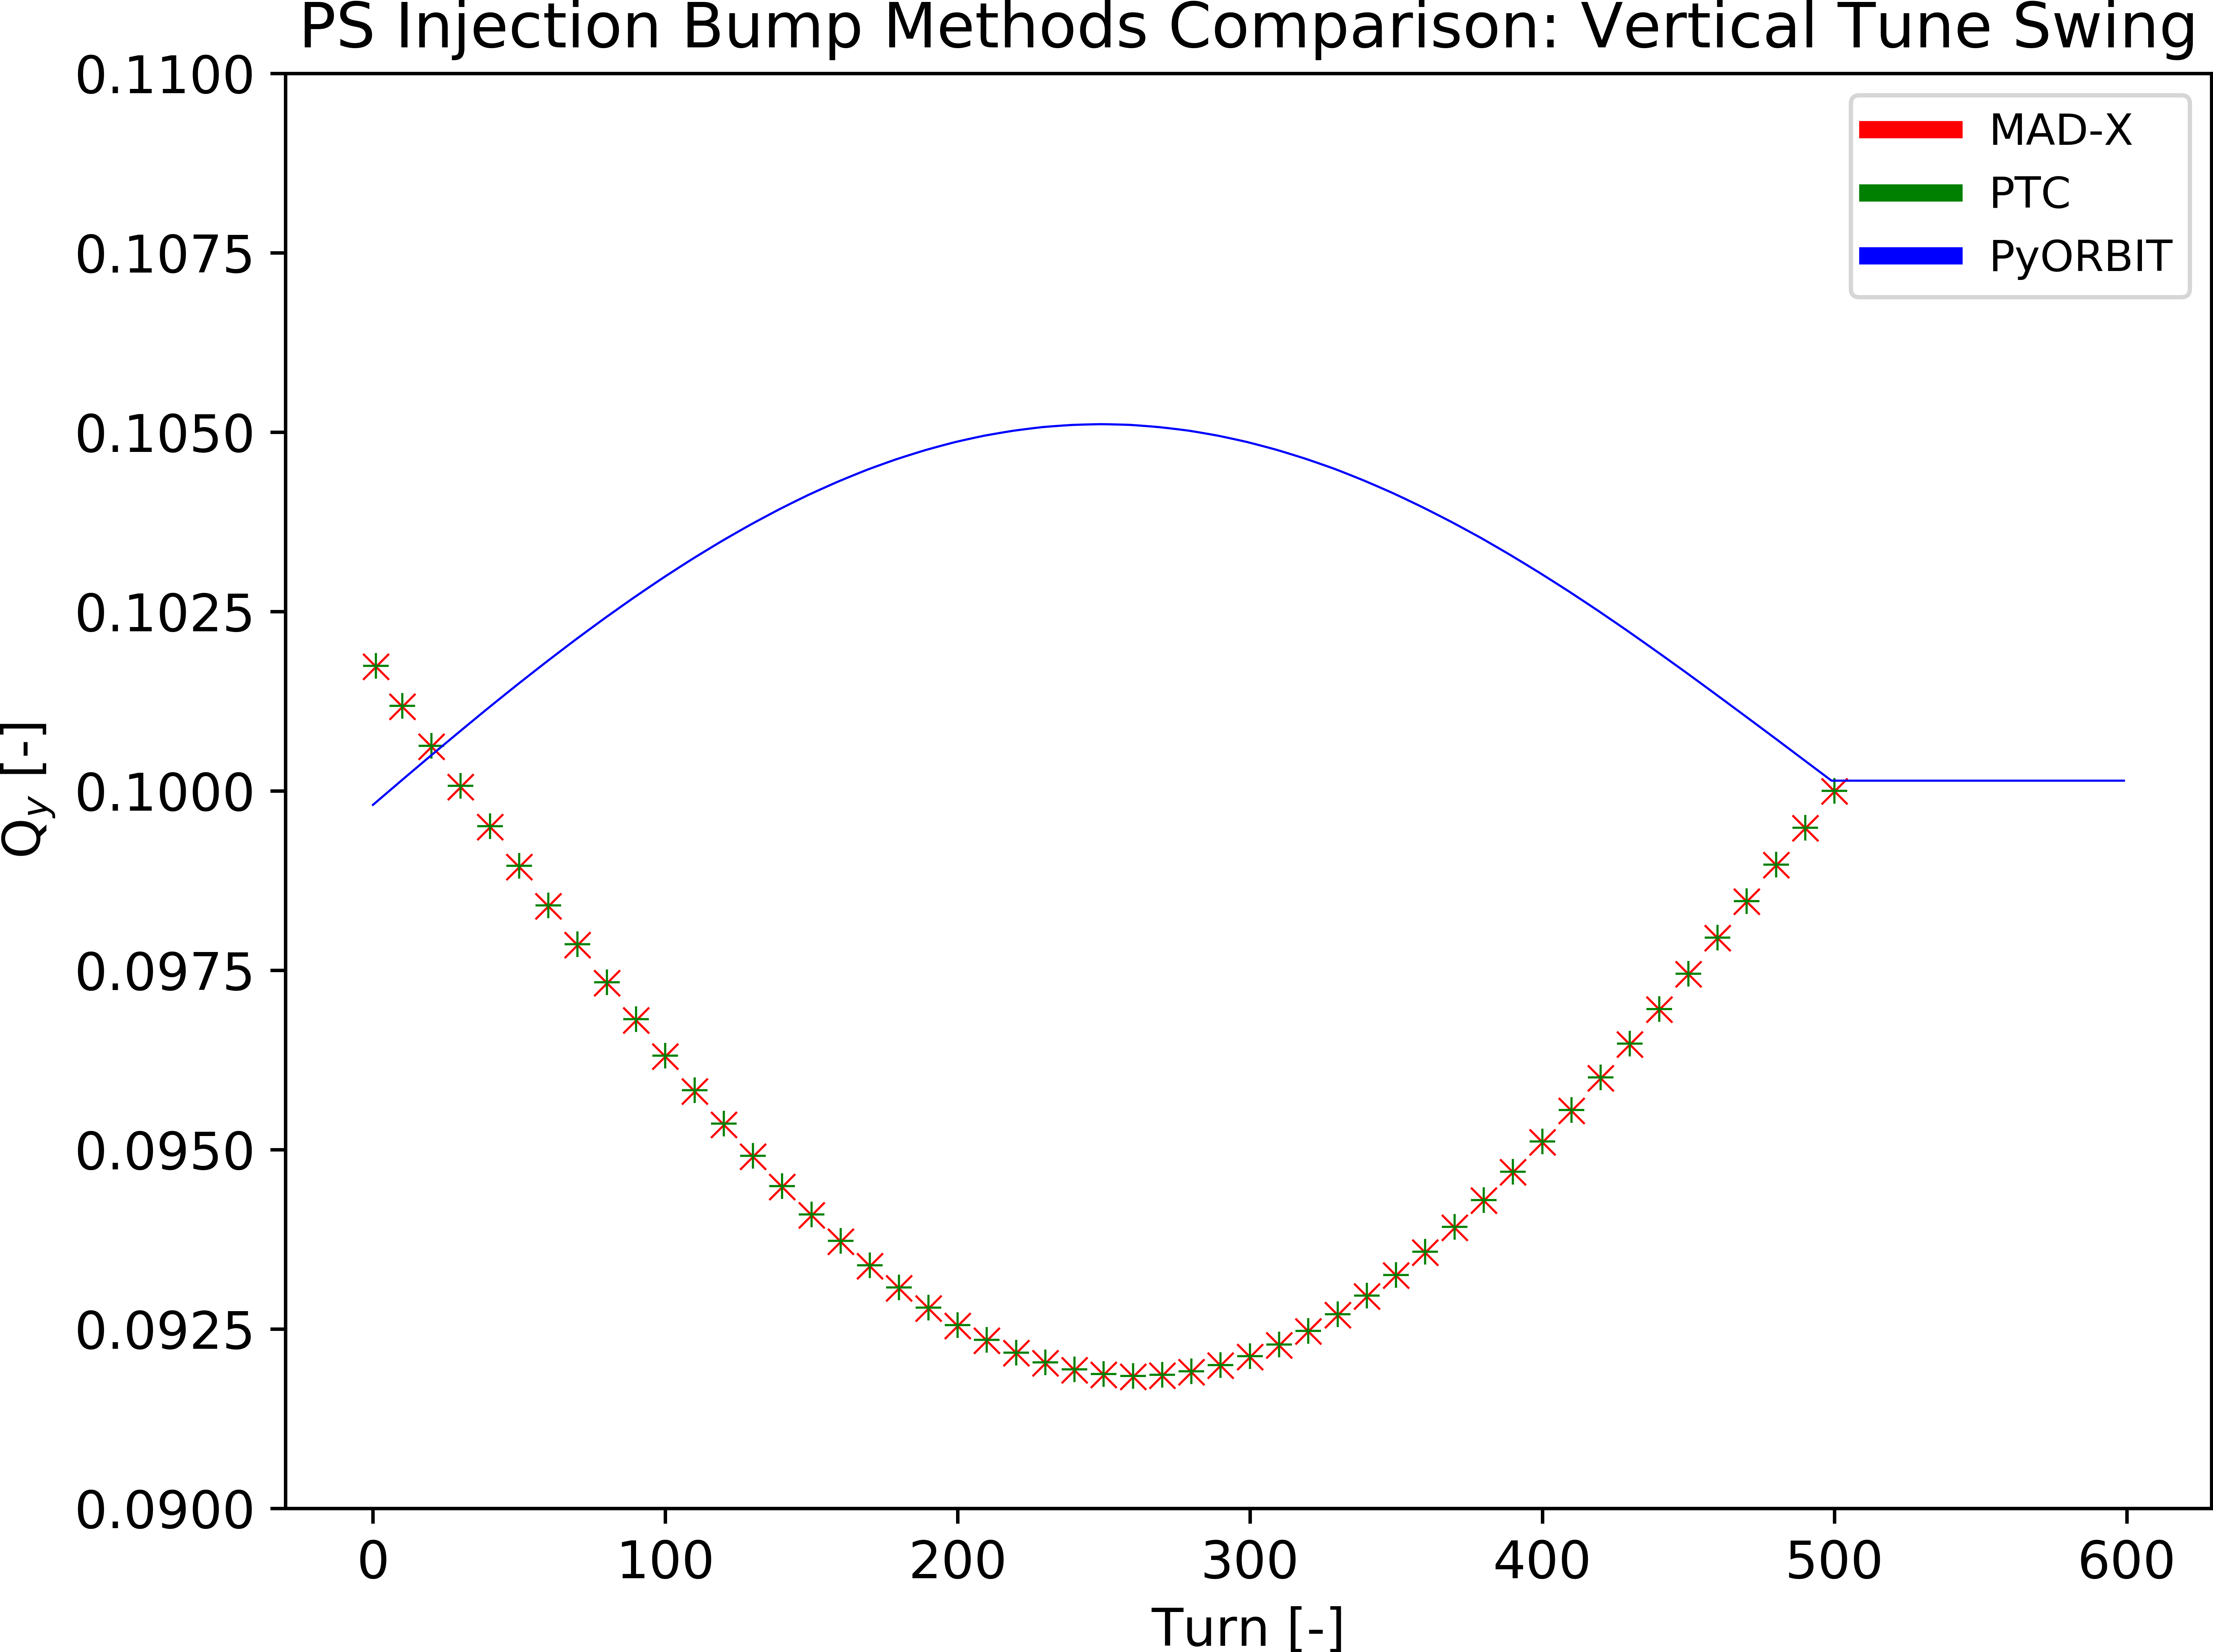 PS Injection Bump Methods Comparison: Vertical Tune Swing
0.1100
0.1075
0.1050
0.1025
0.1000
0.0975
0.0950
0.0925
0.0900
Qy [-]
MAD-X
PTC
PyORBIT
0 100 200 300 400 500 600
Turn [-]